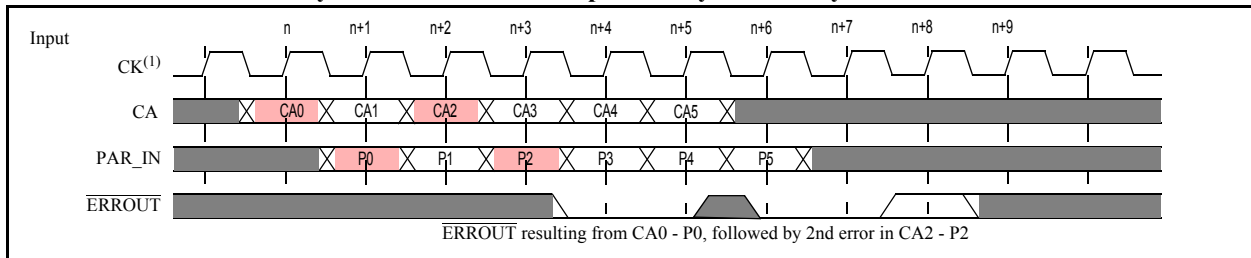 n n+1 n+2 n+3 n+4 n+5 n+6 n+7 n+8 n+9
Input
CK(1)
CA CA0 CA1 CA2 CA3 CA4 CA5
PAR_IN P0 P1 P2 P3 P4 P5
ERROUT
ERROUT resulting from CA0 - P0, followed by 2nd error in CA2 - P2